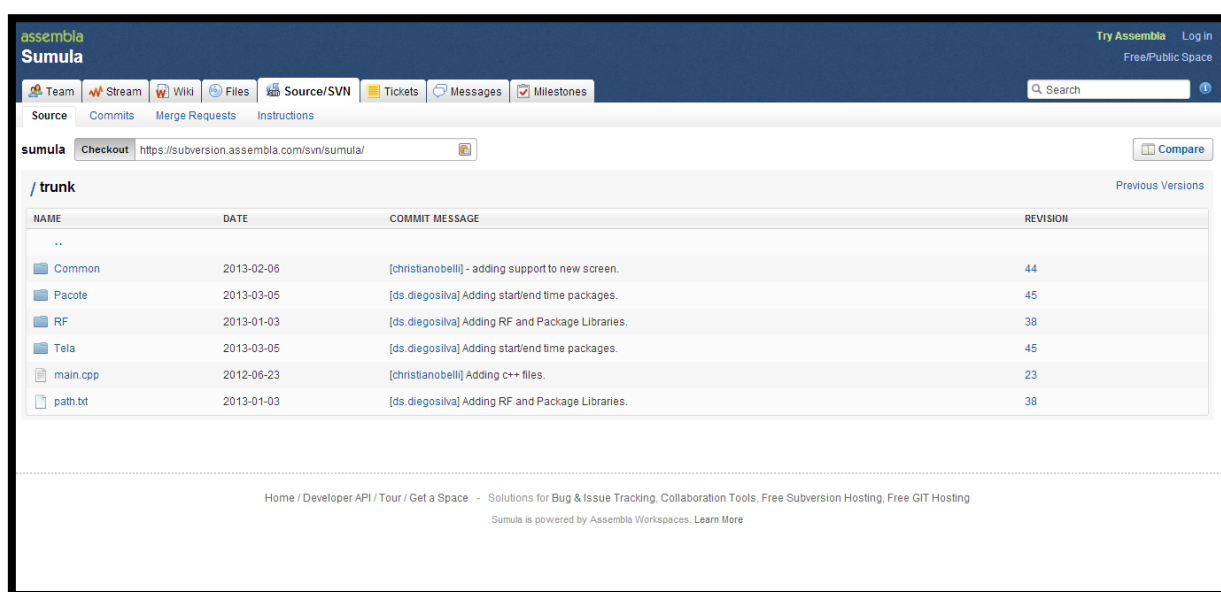 assembla
Try Assembla Log in
Sumula
Free/Public Space
Team Stream Wiki Files Source/SVN Tickets Messages Milestones Search
Source Commits Merge Requests Instructions
sumula Checkout https://subversion.assembla.com/svn/sumula/ Compare
/ trunk Previous Versions
NAME DATE COMMIT MESSAGE REVISION
..
Common 2013-02-06 [christianobelli] - adding support to new screen. 44
Pacote 2013-03-05 [ds.diegosilva] Adding start/end time packages. 45
RF 2013-01-03 [ds.diegosilva] Adding RF and Package Libraries. 38
Tela 2013-03-05 [ds.diegosilva] Adding start/end time packages. 45
main.cpp 2012-06-23 [christianobelli] Adding c++ files. 23
path.txt 2013-01-03 [ds.diegosilva] Adding RF and Package Libraries. 38
Home / Developer API / Tour / Get a Space - Solutions for Bug & Issue Tracking, Collaboration Tools, Free Subversion Hosting, Free GIT Hosting
Sumula is powered by Assembla Workspaces. Learn More